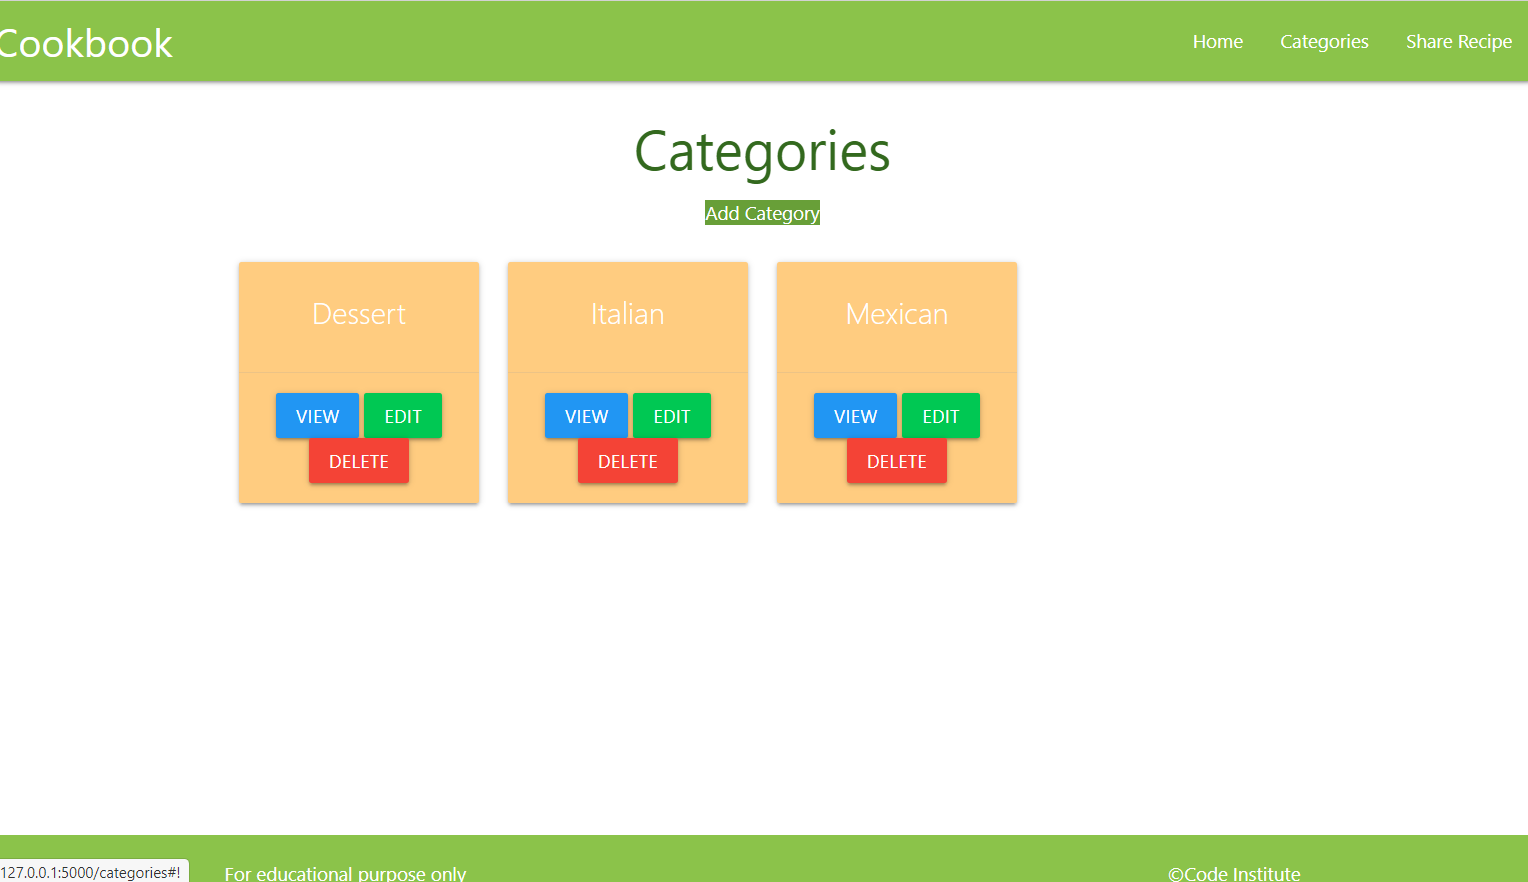 Cookbook
Home Categories Share Recipe
Categories
Add Category
Dessert Italian Mexican
VIEW EDIT VIEW EDIT VIEW EDIT
DELETE DELETE DELETE
127.0.0.1:5000/categories#! For educational purpose only ©Code Institute